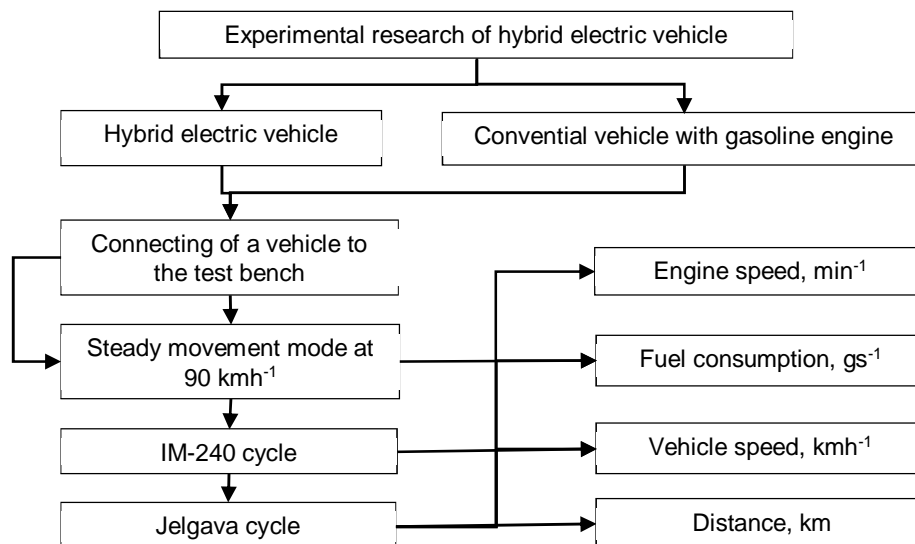 Experimental research of hybrid electric vehicle
Hybrid electric vehicle
Convential vehicle with gasoline engine
Connecting of a vehicle to
the test bench
Engine speed, min⁻¹
Steady movement mode at
90 kmh⁻¹
Fuel consumption, gs⁻¹
IM-240 cycle
Vehicle speed, kmh⁻¹
Jelgava cycle
Distance, km